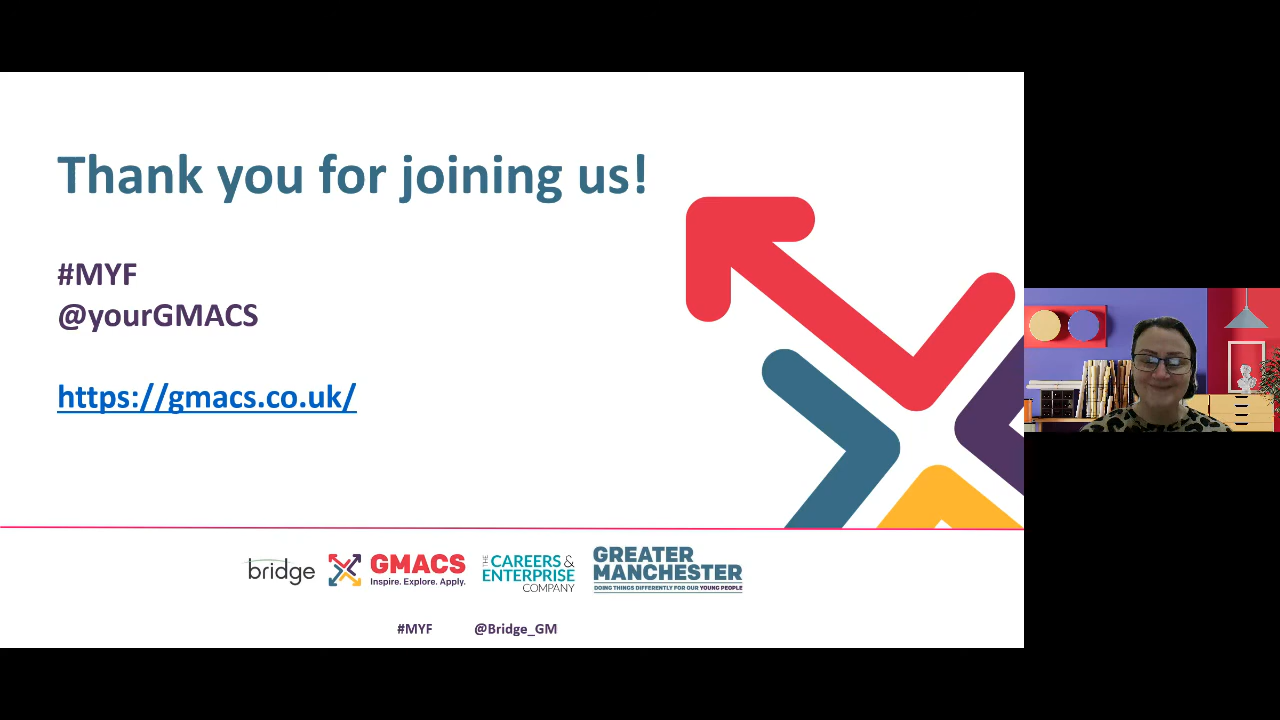 Thank you for joining us!
#MYF
@yourGMACS
https://gmacs.co.uk/
bridge
GMACS
Inspire. Explore. Apply.
THE CAREERS &
ENTERPRISE
COMPANY
GREATER
MANCHESTER
DOING THINGS DIFFERENTLY FOR OUR YOUNG PEOPLE
#MYF @Bridge_GM